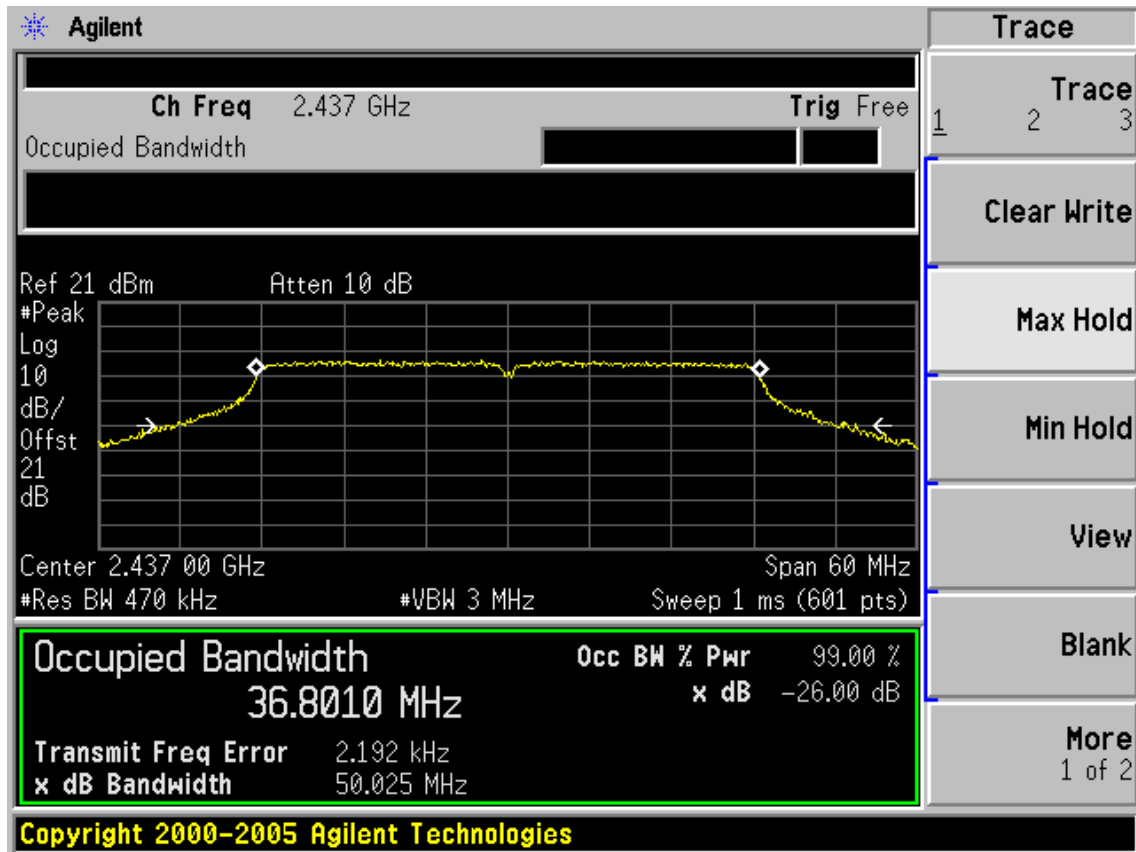 Agilent
Trace
Ch Freq 2.437 GHz Trig Free
Occupied Bandwidth
Ref 21 dBm Atten 10 dB
#Peak
Log
10
dB/
Offst
21
dB
Center 2.437 00 GHz Span 60 MHz
#Res BW 470 kHz #VBW 3 MHz Sweep 1 ms (601 pts)
Occupied Bandwidth
36.8010 MHz
Occ BW % Pwr 99.00 %
x dB -26.00 dB
Transmit Freq Error 2.192 kHz
x dB Bandwidth 50.025 MHz
Copyright 2000-2005 Agilent Technologies
Trace
1 2 3
Clear Write
Max Hold
Min Hold
View
Blank
More
1 of 2